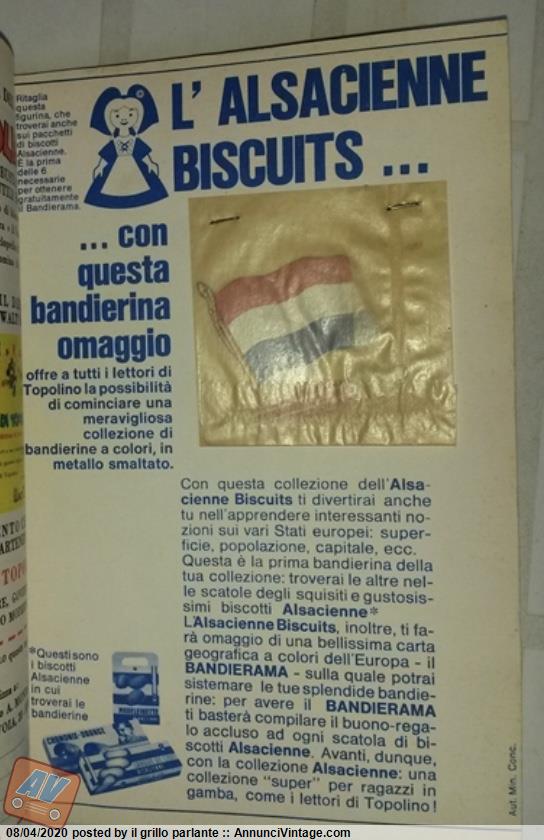 Ritaglia
questa
figurina, che
troverai anche
sui pacchetti
di biscotti
Alsacienne.
È la prima
delle 6
necessarie
per ottenere
gratuitamente
il Bandierama.
L' ALSACIENNE
BISCUITS ...
... con
questa
bandierina
omaggio
offre a tutti i lettori di
Topolino la possibilità
di cominciare una
meravigliosa
collezione di
bandierine a colori, in
metallo smaltato.
Con questa collezione dell'Alsa-
cienne Biscuits ti divertirai anche
tu nell'apprendere interessanti no-
zioni sui vari Stati europei: super-
ficie, popolazione, capitale, ecc.
Questa è la prima bandierina della
tua collezione: troverai le altre nel-
le scatole degli squisiti e gustosis-
simi biscotti Alsacienne*
L'Alsacienne Biscuits, inoltre, ti fa-
rà omaggio di una bellissima carta
geografica a colori dell'Europa - il
BANDIERAMA - sulla quale potrai
sistemare le tue splendide bandie-
rine: per avere il BANDIERAMA
ti basterà compilare il buono-rega-
lo accluso ad ogni scatola di bi-
scotti Alsacienne. Avanti, dunque,
con la collezione Alsacienne: una
collezione "super" per ragazzi in
gamba, come i lettori di Topolino!
*Questi sono
i biscotti
Alsacienne
in cui
troverai le
bandierine
CHAMONIX-ORANGE
Aut. Min. Conc.
AV
08/04/2020 posted by il grillo parlante :: AnnunciVintage.com